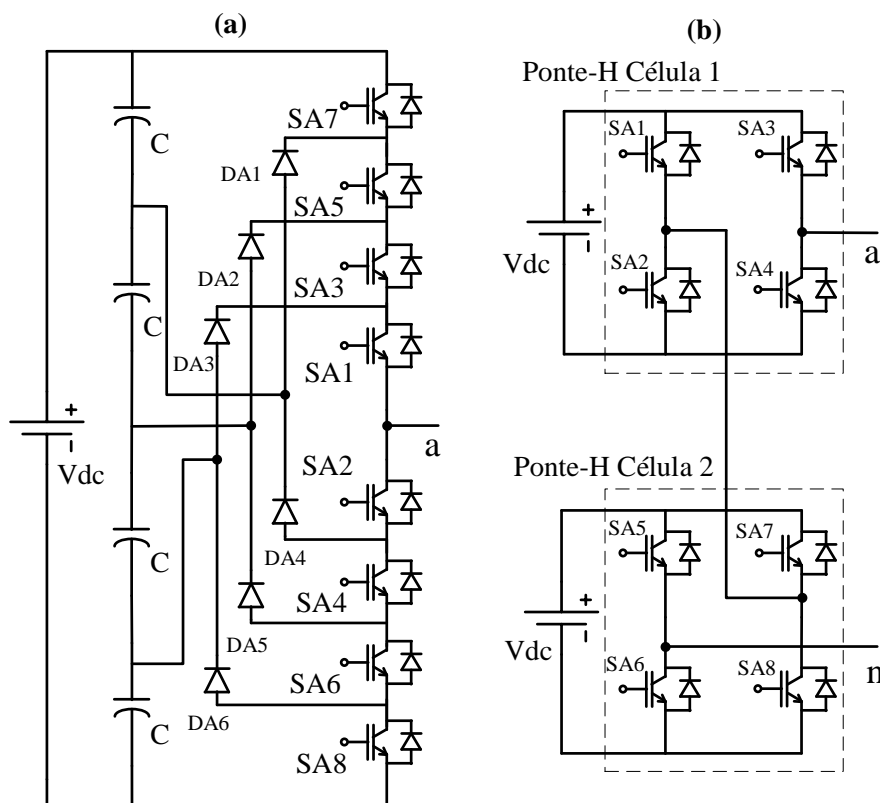 (a)
C
C
C
C
+
Vdc
SA7
DA1
SA5
DA2
SA3
DA3
SA1
a
SA2
DA4
SA4
DA5
SA6
DA6
SA8
(b)
Ponte-H Célula 1
SA1
SA3
+
Vdc
SA2
SA4
a
Ponte-H Célula 2
SA5
SA7
+
Vdc
SA6
SA8
n